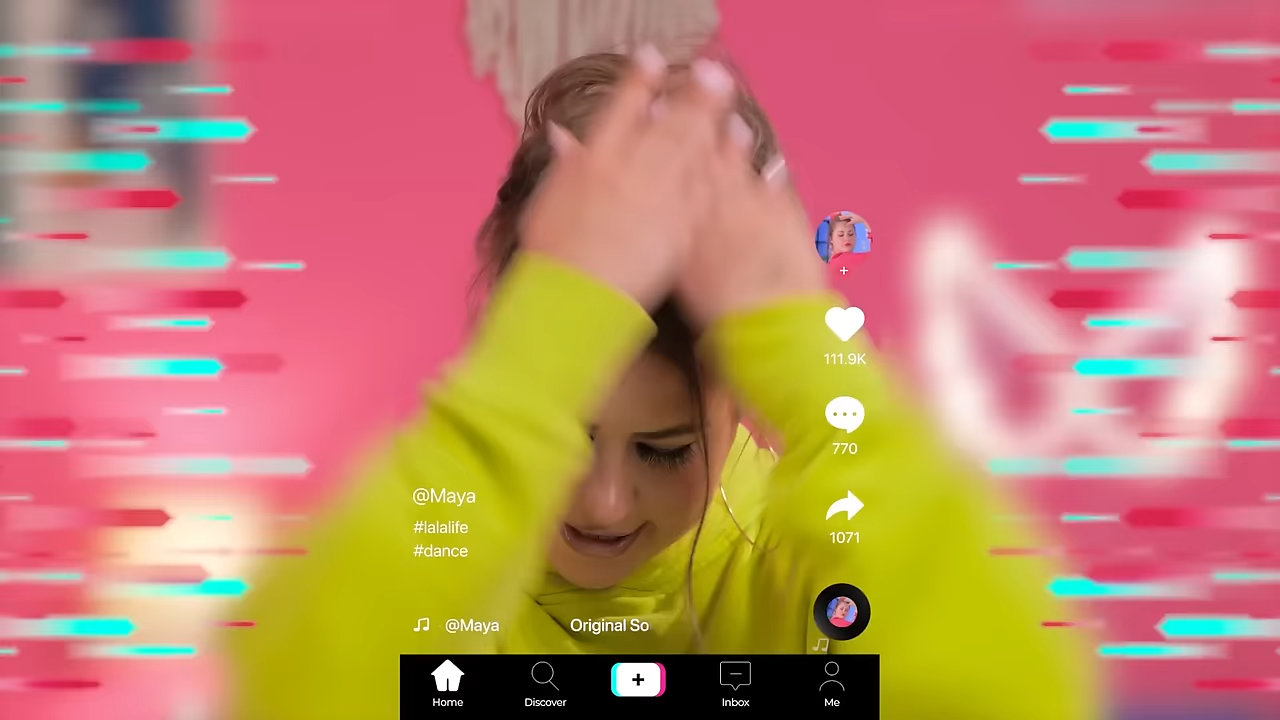 111.9K
770
@Maya
#lalalife
1071
#dance
@Maya Original So
Home Discover Inbox Me